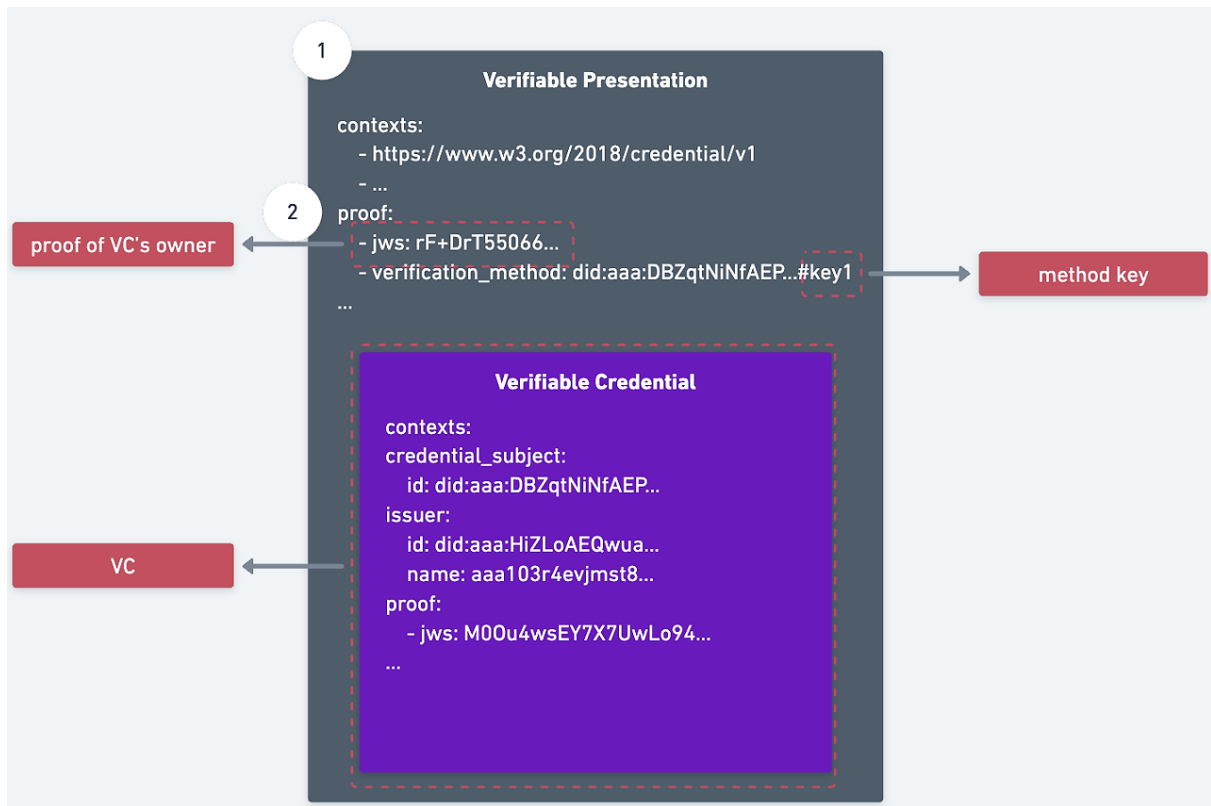 1
Verifiable Presentation
contexts:
- https://www.w3.org/2018/credential/v1
- ...
2
proof:
proof of VC's owner
- jws: rF+DrT55066...
- verification_method: did:aaa:DBZqtNiNfAEP...#key1
method key
...
Verifiable Credential
contexts:
credential_subject:
id: did:aaa:DBZqtNiNfAEP...
issuer:
id: did:aaa:HiZLoAEQwua...
VC
name: aaa103r4evjmst8...
proof:
- jws: M0Ou4wsEY7X7UwLo94...
...